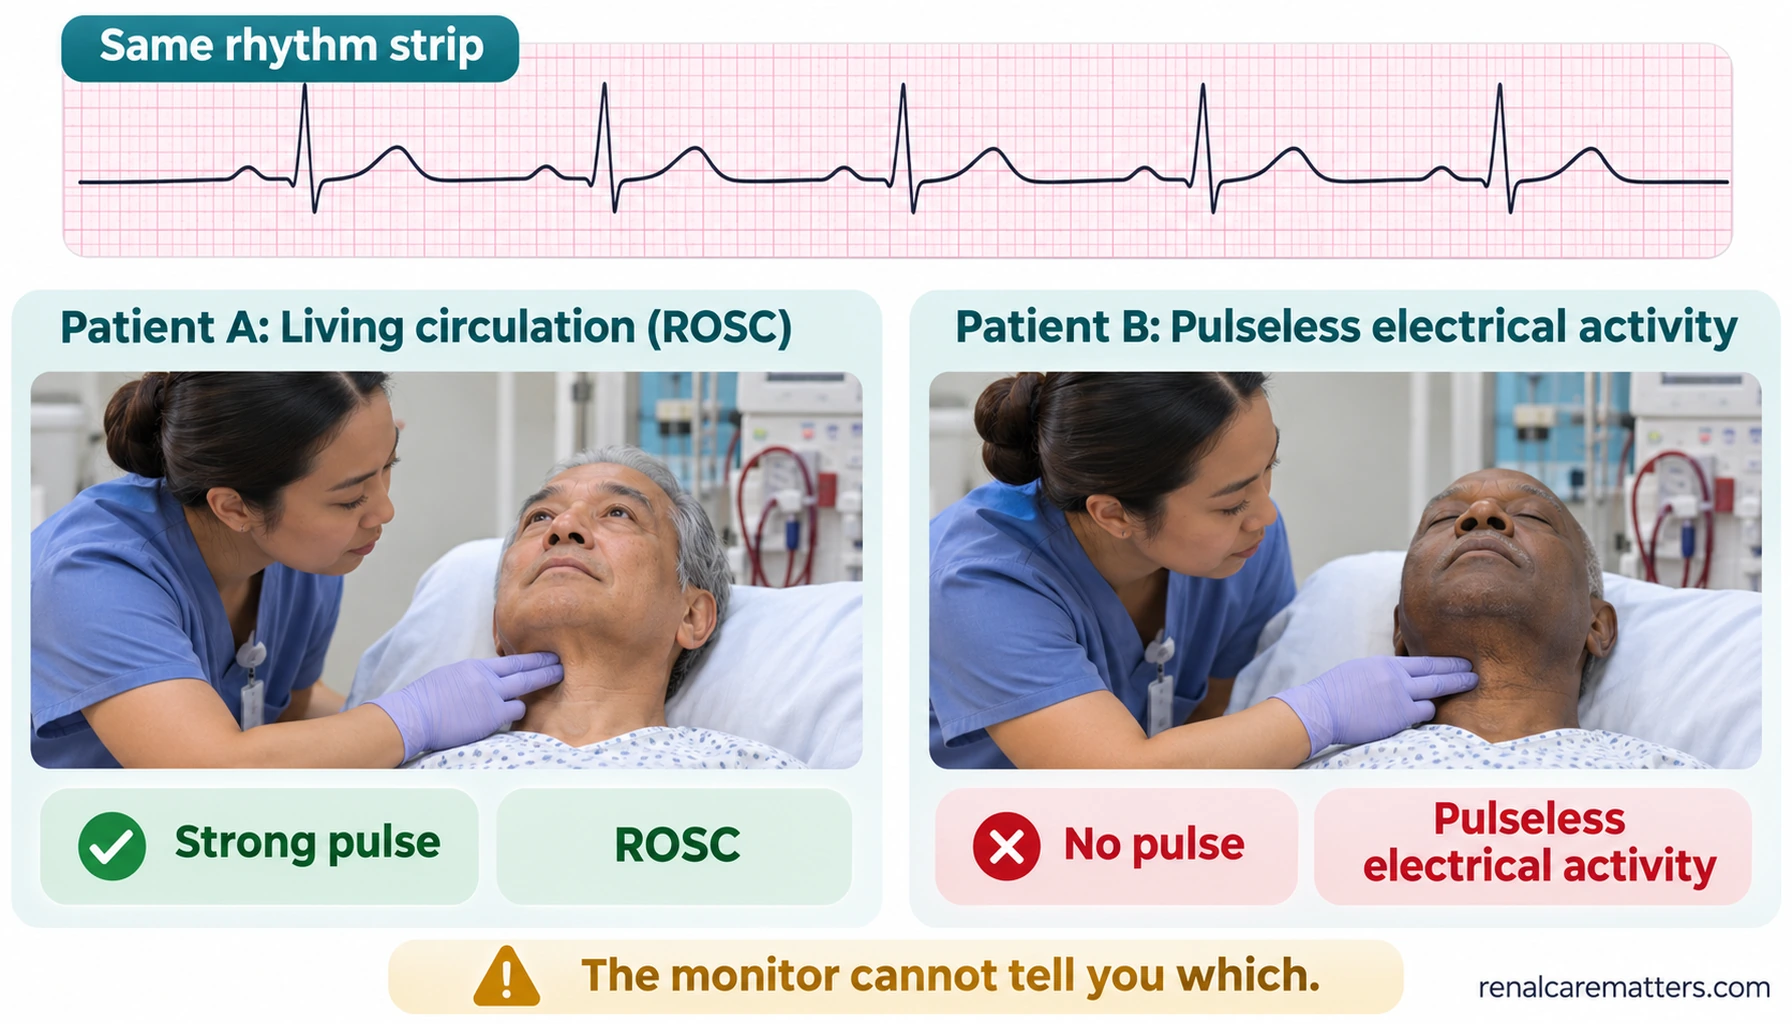 Same rhythm strip
Patient A: Living circulation (ROSC)
Patient B: Pulseless electrical activity
Strong pulse
ROSC
No pulse
Pulseless
electrical activity
The monitor cannot tell you which.
renalcarematters.com